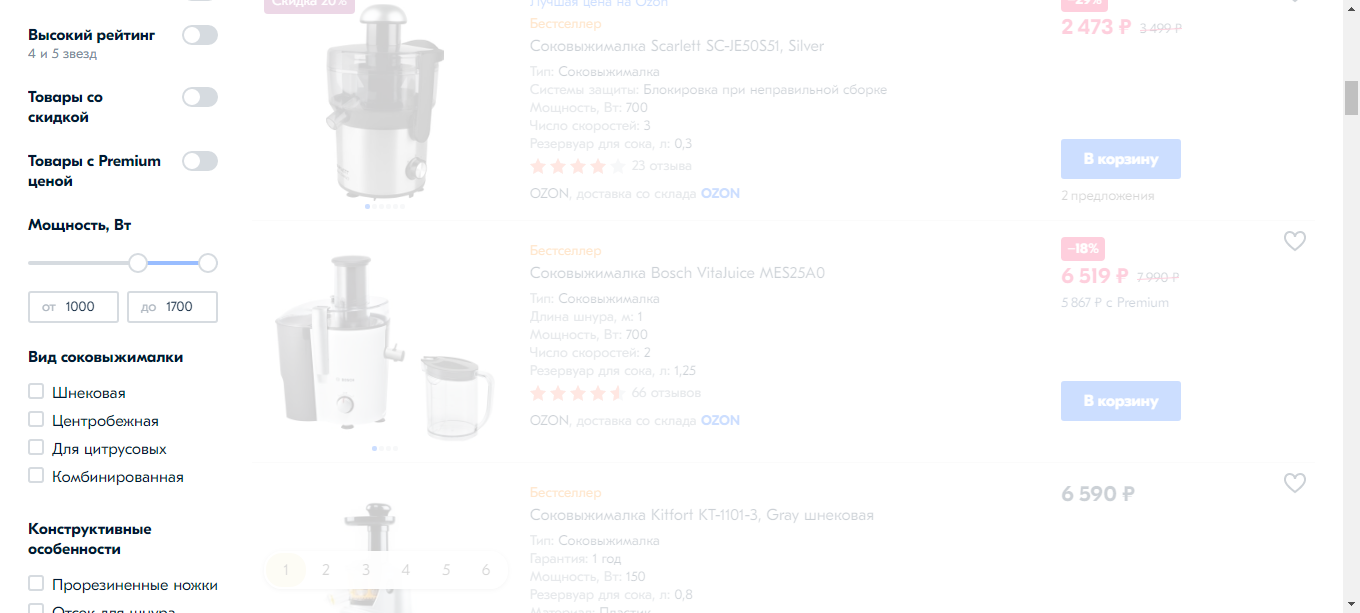 Высокий рейтинг
4 и 5 звезд
Товары со
скидкой
Товары с Premium
ценой
Мощность, Вт
от 1000
до 1700
Вид соковыжималки
Шнековая
Центробежная
Для цитрусовых
Комбинированная
Конструктивные
особенности
Прорезиненные ножки
Отсек для шнура
Скидка 20%
Лучшая цена на Ozon
Бестселлер
Соковыжималка Scarlett SC-JE50S51, Silver
Тип: Соковыжималка
Системы защиты: Блокировка при неправильной сборке
Мощность, Вт: 700
Число скоростей: 3
Резервуар для сока, л: 0,3
23 отзыва
OZON, доставка со склада OZON
−29%
2 473 ₽ 3 499 ₽
В корзину
2 предложения
Бестселлер
Соковыжималка Bosch VitaJuice MES25A0
Тип: Соковыжималка
Длина шнура, м: 1
Мощность, Вт: 700
Число скоростей: 2
Резервуар для сока, л: 1,25
66 отзывов
OZON, доставка со склада OZON
−18%
6 519 ₽ 7 990 ₽
5 867 ₽ с Premium
В корзину
Бестселлер
Соковыжималка Kitfort КТ-1101-3, Gray шнековая
Тип: Соковыжималка
Гарантия: 1 год
Мощность, Вт: 150
Резервуар для сока, л: 0,8
Материал: Пластик
6 590 ₽
1 2 3 4 5 6